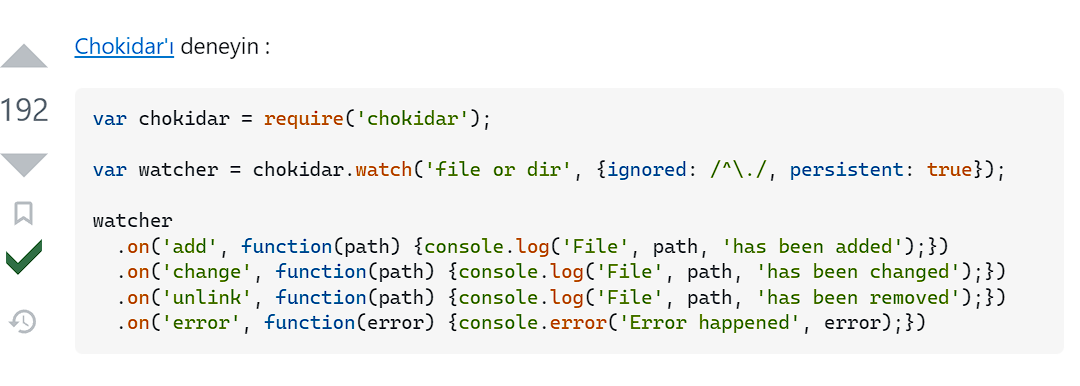 Chokidar'ı deneyin :
192
var chokidar = require('chokidar');
var watcher = chokidar.watch('file or dir', {ignored: /^\./, persistent: true});
watcher
  .on('add', function(path) {console.log('File', path, 'has been added');})
  .on('change', function(path) {console.log('File', path, 'has been changed');})
  .on('unlink', function(path) {console.log('File', path, 'has been removed');})
  .on('error', function(error) {console.error('Error happened', error);})